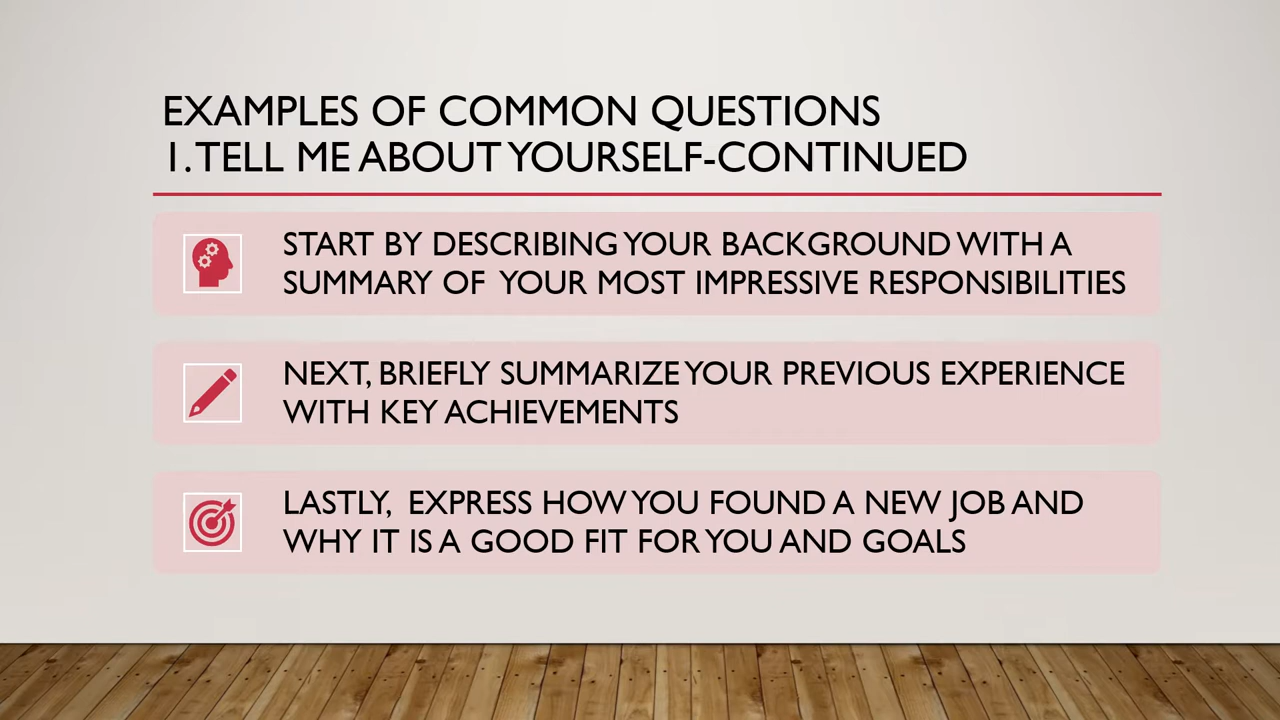 EXAMPLES OF COMMON QUESTIONS
1. TELL ME ABOUT YOURSELF-CONTINUED
START BY DESCRIBING YOUR BACKGROUND WITH A
SUMMARY OF YOUR MOST IMPRESSIVE RESPONSIBILITIES
NEXT, BRIEFLY SUMMARIZE YOUR PREVIOUS EXPERIENCE
WITH KEY ACHIEVEMENTS
LASTLY, EXPRESS HOW YOU FOUND A NEW JOB AND
WHY IT IS A GOOD FIT FOR YOU AND GOALS